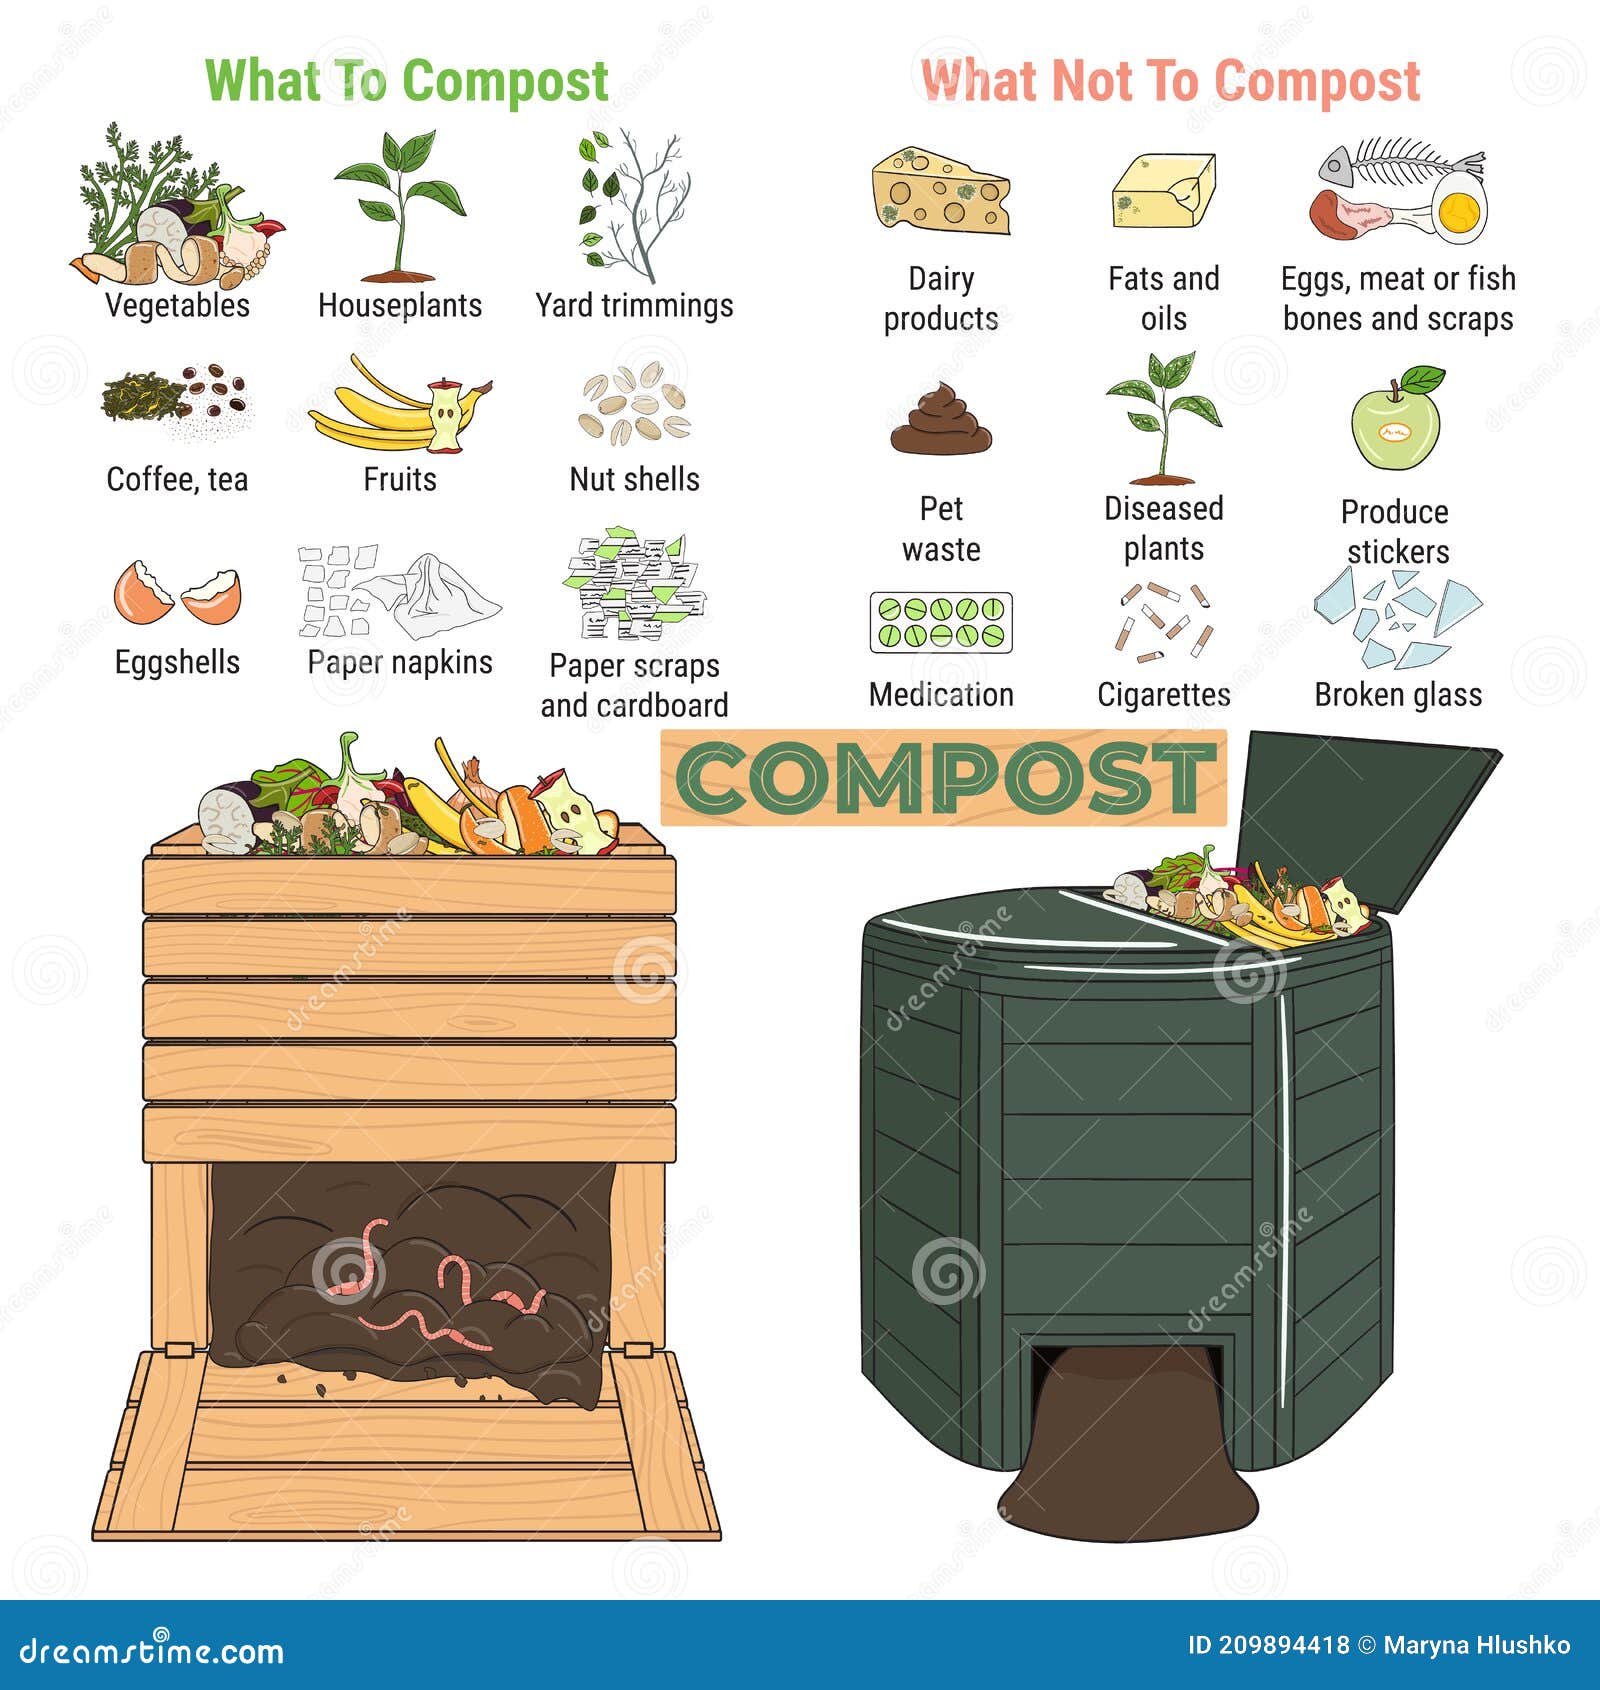 What To Compost
Vegetables
Houseplants
Yard trimmings
Coffee, tea
Fruits
Nut shells
Eggshells
Paper napkins
Paper scraps
and cardboard
What Not To Compost
Dairy
products
Fats and
oils
Eggs, meat or fish
bones and scraps
Pet
waste
Diseased
plants
Produce
stickers
Medication
Cigarettes
Broken glass
COMPOST
dreamstime.com
ID 209894418 © Maryna Hlushko